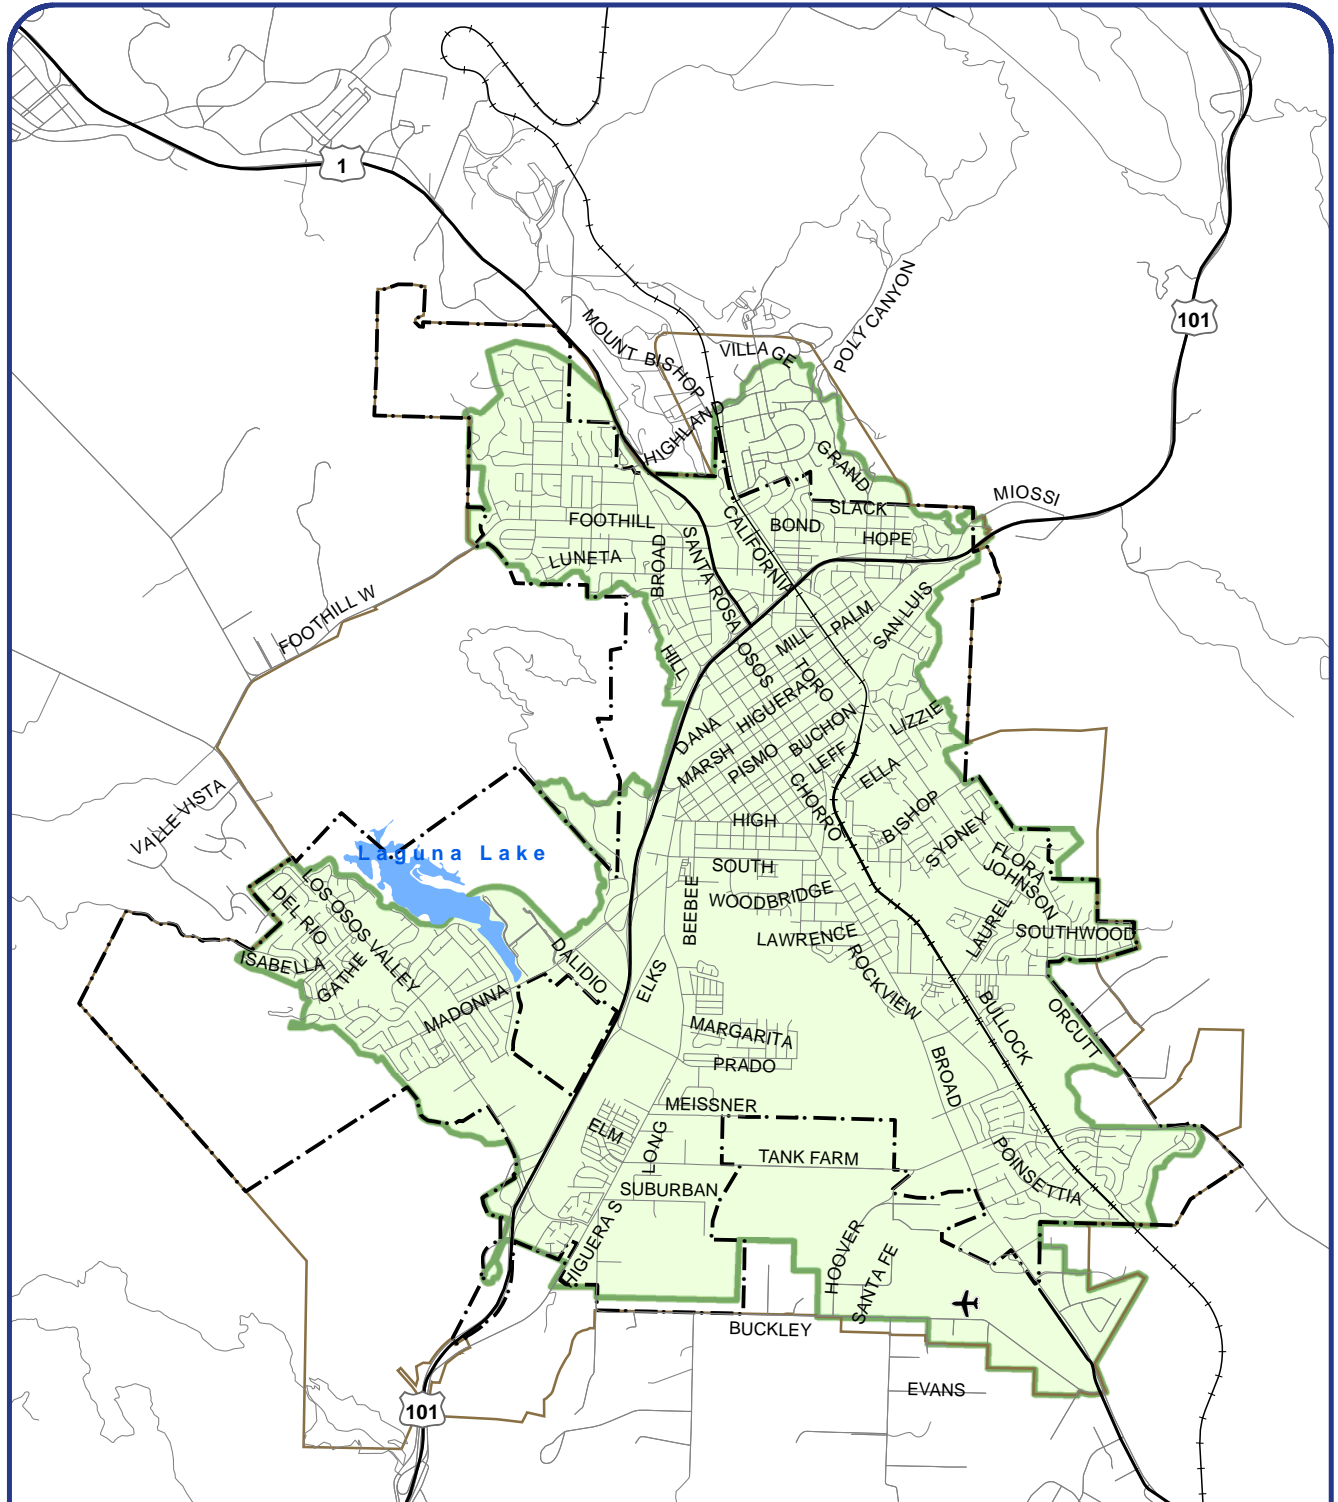 1
101
POLY CANYON
MOUNT BISHOP
VILLAGE
HIGHLAND
GRAND
MIOSSI
SLACK
CALIFORNIA
BOND
FOOTHILL
HOPE
SANTA ROSA
BROAD
LUNETA
FOOTHILL W
PALM
SAN LUIS
MILL
HILL
OSOS
TORO
HIGUERA
DANA
BUCHON
LIZZIE
MARSH
PISMO
LEFF
ELLA
CHORRO
VALLE VISTA
BISHOP
HIGH
SYDNEY
Laguna Lake
SOUTH
FLORA
JOHNSON
WOODBRIDGE
BEEBEE
LOS OSOS VALLEY
DEL RIO
LAUREL
SOUTHWOOD
LAWRENCE
ISABELLA
GATHE
DALIDIO
ELKS
ROCKVIEW
MADONNA
BULLOCK
ORCUTT
MARGARITA
PRADO
BROAD
MEISSNER
ELM
LONG
TANK FARM
POINSETTIA
SUBURBAN
HIGUERA S
HOOVER
SANTA FE
BUCKLEY
EVANS
101